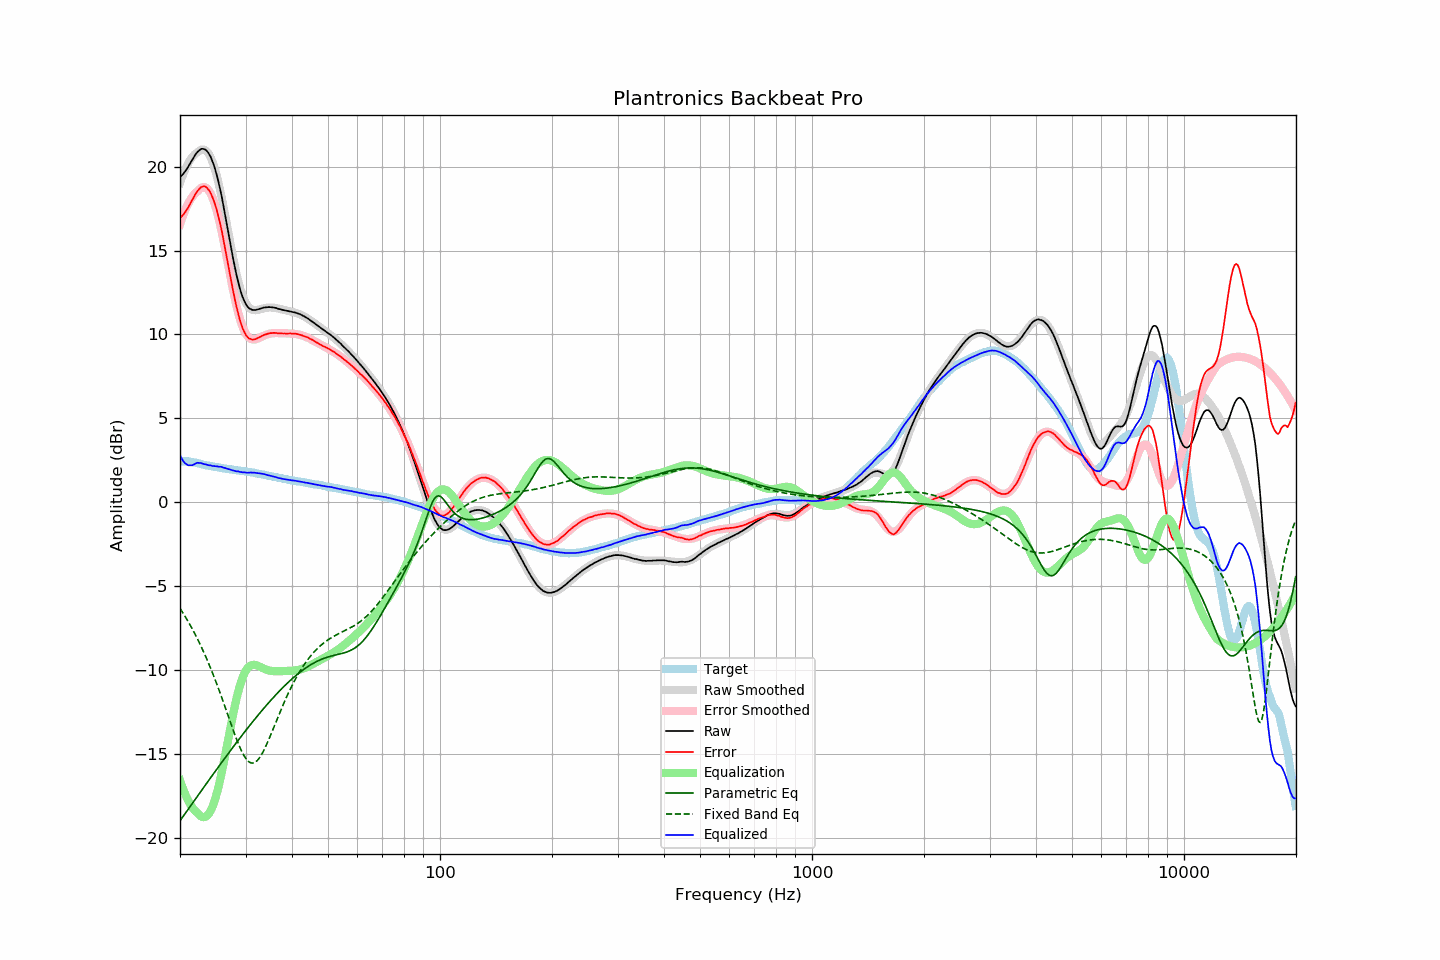 Plantronics Backbeat Pro
Amplitude (dBr)
20
15
10
5
0
−5
−10
−15
−20
Target
Raw Smoothed
Error Smoothed
Raw
Error
Equalization
Parametric Eq
Fixed Band Eq
Equalized
100
1000
10000
Frequency (Hz)